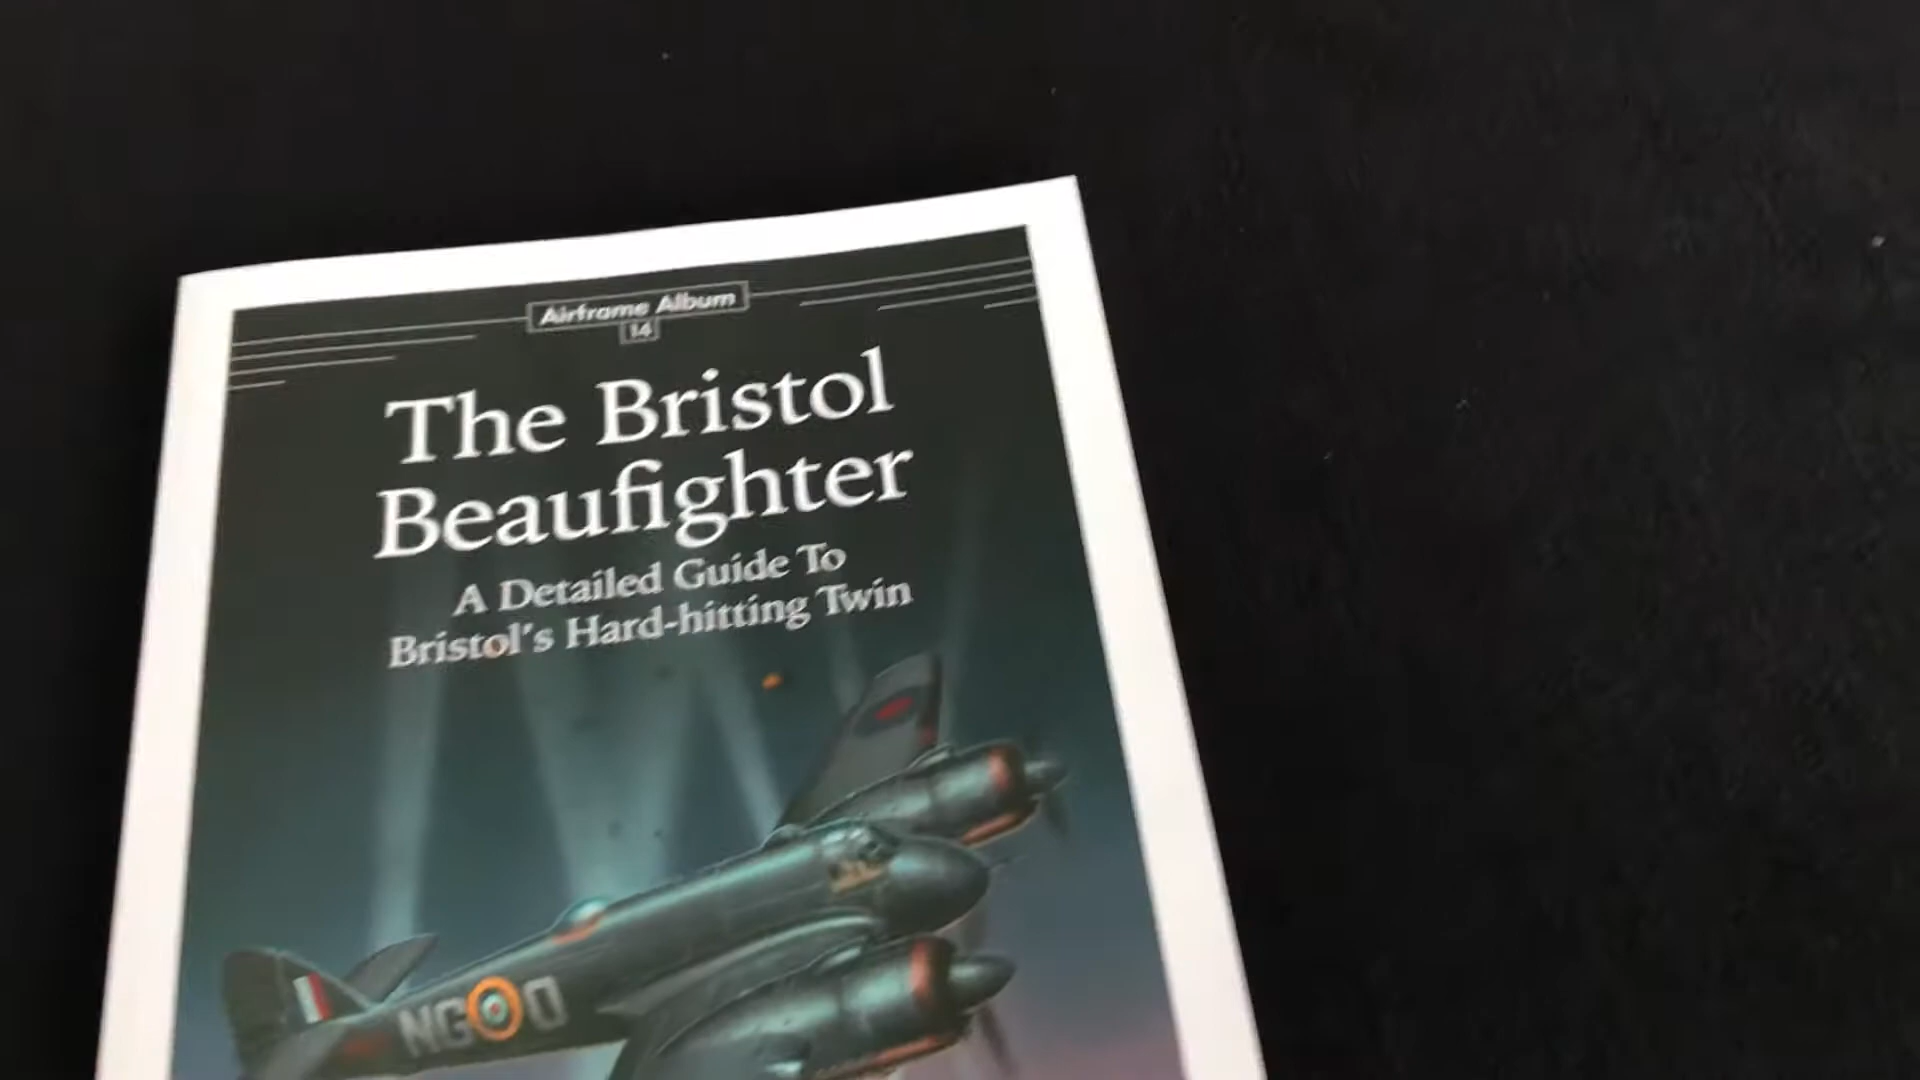 Airframe Album
14
The Bristol
Beaufighter
A Detailed Guide To
Bristol's Hard-hitting Twin
NG O